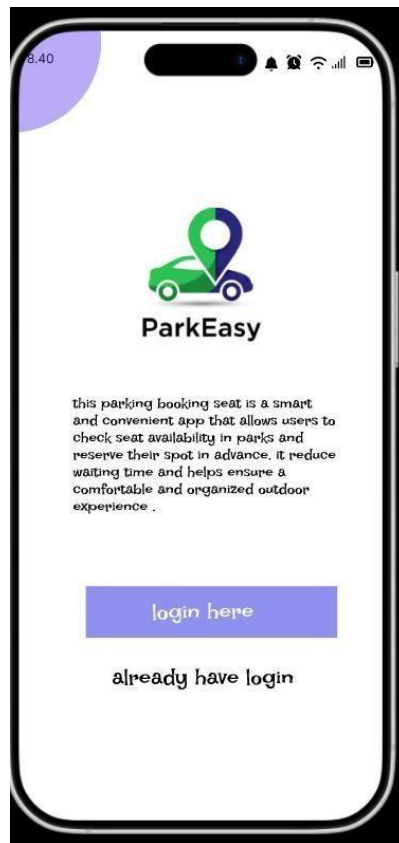 8.40
ParkEasy
this parking booking seat is a smart
and convenient app that allows users to
check seat availability in parks and
reserve their spot in advance. it reduce
waiting time and helps ensure a
comfortable and organized outdoor
experience .
login here
already have login